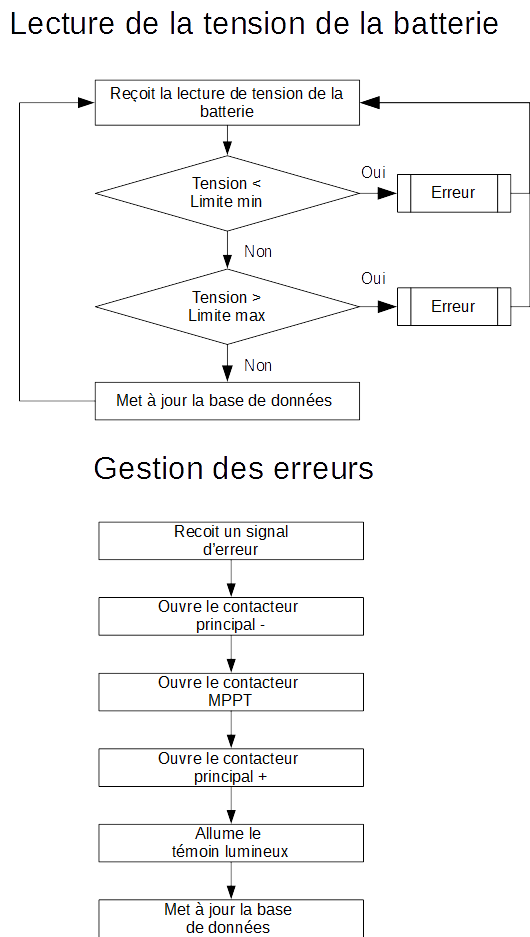 Lecture de la tension de la batterie
Reçoit la lecture de tension de la
batterie
Tension <
Limite min
Oui
Erreur
Non
Tension >
Limite max
Oui
Erreur
Non
Met à jour la base de données
Gestion des erreurs
Recoit un signal
d'erreur
Ouvre le contacteur
principal -
Ouvre le contacteur
MPPT
Ouvre le contacteur
principal +
Allume le
témoin lumineux
Met à jour la base
de données